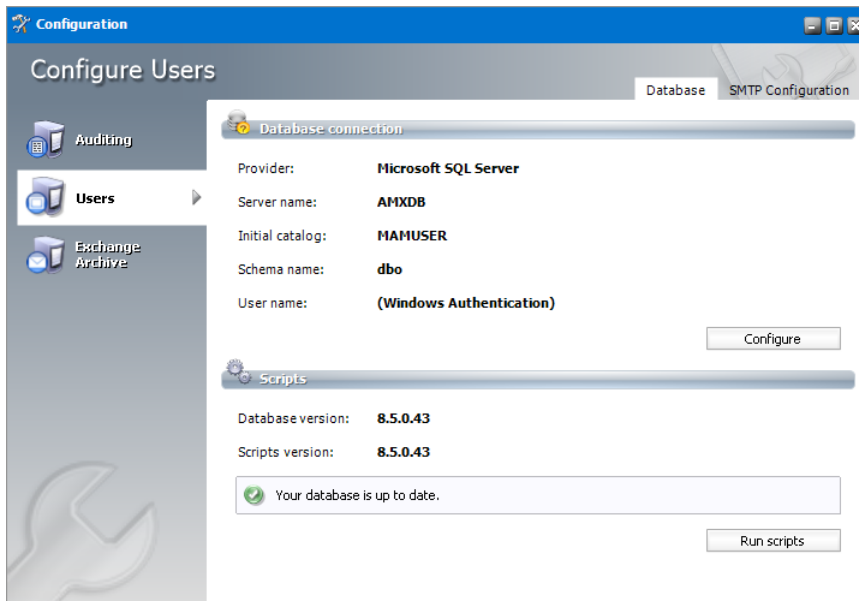 Configuration
Configure Users
Database SMTP Configuration
Auditing
Users
Exchange
Archive
Database connection
Provider: Microsoft SQL Server
Server name: AMXDB
Initial catalog: MAMUSER
Schema name: dbo
User name: (Windows Authentication)
Configure
Scripts
Database version: 8.5.0.43
Scripts version: 8.5.0.43
Your database is up to date.
Run scripts